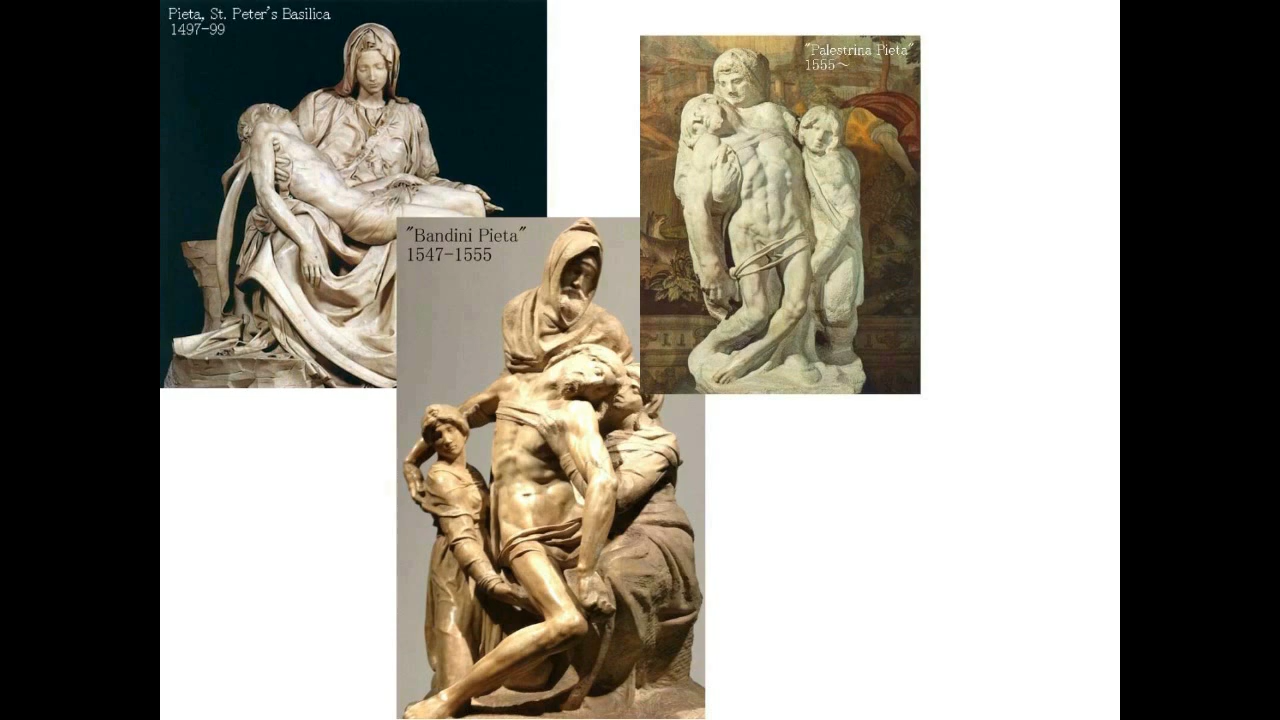 Pieta, St. Peter's Basilica
1497-99
"Palestrina Pieta"
1555～
"Bandini Pieta"
1547-1555